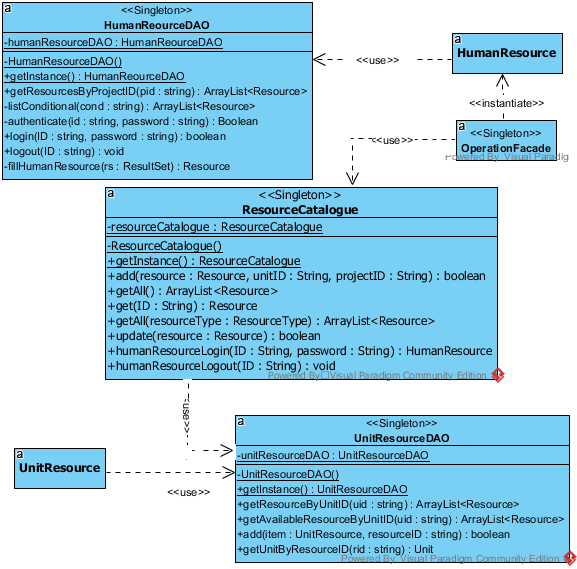 a
<<Singleton>>
HumanReourceDAO
-humanResourceDAO : HumanReourceDAO
-HumanReourceDAO()
+getInstance() : HumanReourceDAO
+getResourcesByProjectID(pid : string) : ArrayList<Resource>
-listConditional(cond : string) : ArrayList<Resource>
-authenticate(id : string, password : string) : Boolean
+login(ID : string, password : string) : boolean
+logout(ID : string) : void
-fillHumanResource(rs : ResultSet) : Resource
<<use>>
a
HumanResource
<<instantiate>>
a
<<Singleton>>
OperationFacade
Powered By Visual Paradig
<<use>>
a
<<Singleton>>
ResourceCatalogue
-resourceCatalogue : ResourceCatalogue
-ResourceCatalogue()
+getInstance() : ResourceCatalogue
+add(resource : Resource, unitID : String, projectID : String) : boolean
+getAll() : ArrayList<Resource>
+get(ID : String) : Resource
+getAll(resourceType : ResourceType) : ArrayList<Resource>
+update(resource : Resource) : boolean
+humanResourceLogin(ID : String, password : String) : HumanResource
+humanResourceLogout(ID : String) : void
Powered By Visual Paradigm Community Edition
<<use>>
a
UnitResource
<<use>>
a
<<Singleton>>
UnitResourceDAO
-unitResourceDAO : UnitResourceDAO
-UnitResourceDAO()
+getInstance() : UnitResourceDAO
+getResourceByUnitID(uid : string) : ArrayList<Resource>
+getAvailableResourceByUnitID(uid : string) : ArrayList<Resource>
+add(item : UnitResource, resourceID : string) : boolean
+getUnitByResourceID(rid : string) : Unit
Powered By Visual Paradigm Community Edition